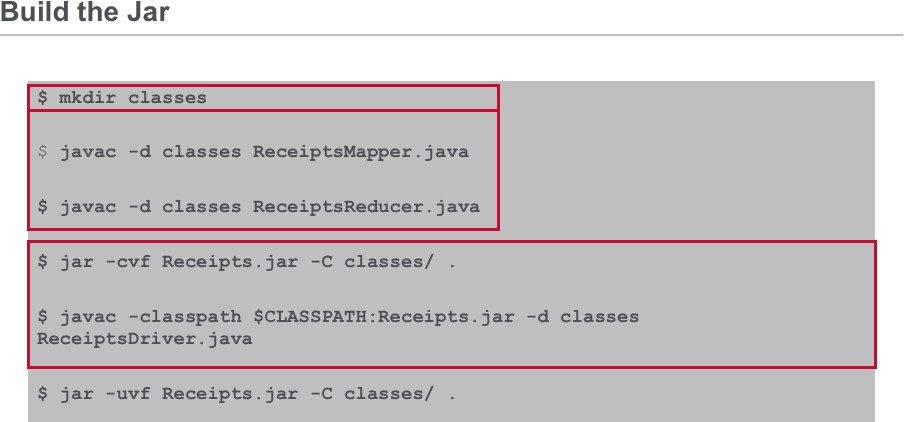 Build the Jar
$ mkdir classes
$ javac -d classes ReceiptsMapper.java
$ javac -d classes ReceiptsReducer.java
$ jar -cvf Receipts.jar -C classes/ .
$ javac -classpath $CLASSPATH:Receipts.jar -d classes
ReceiptsDriver.java
$ jar -uvf Receipts.jar -C classes/ .